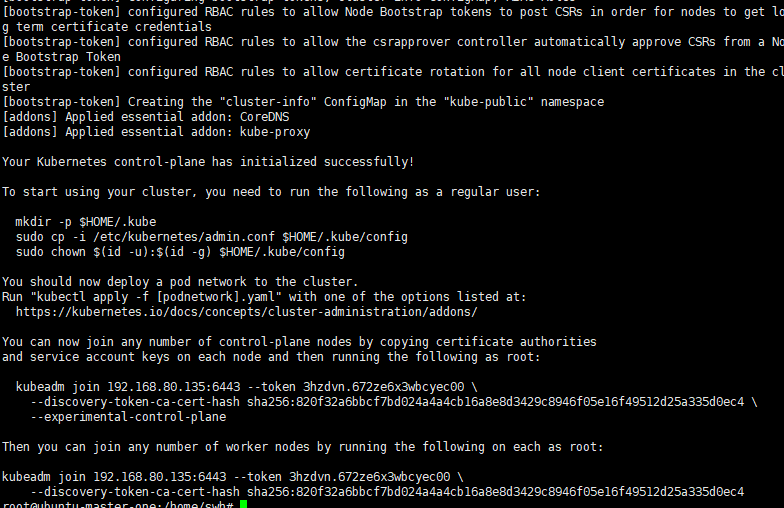 [bootstrap-token] configured RBAC rules to allow Node Bootstrap tokens to post CSRs in order for nodes to get lo
g term certificate credentials
[bootstrap-token] configured RBAC rules to allow the csrapprover controller automatically approve CSRs from a No
e Bootstrap Token
[bootstrap-token] configured RBAC rules to allow certificate rotation for all node client certificates in the cl
ster
[bootstrap-token] Creating the "cluster-info" ConfigMap in the "kube-public" namespace
[addons] Applied essential addon: CoreDNS
[addons] Applied essential addon: kube-proxy

Your Kubernetes control-plane has initialized successfully!

To start using your cluster, you need to run the following as a regular user:

  mkdir -p $HOME/.kube
  sudo cp -i /etc/kubernetes/admin.conf $HOME/.kube/config
  sudo chown $(id -u):$(id -g) $HOME/.kube/config

You should now deploy a pod network to the cluster.
Run "kubectl apply -f [podnetwork].yaml" with one of the options listed at:
  https://kubernetes.io/docs/concepts/cluster-administration/addons/

You can now join any number of control-plane nodes by copying certificate authorities
and service account keys on each node and then running the following as root:

  kubeadm join 192.168.80.135:6443 --token 3hzdvn.672ze6x3wbcyec00 \
    --discovery-token-ca-cert-hash sha256:820f32a6bbcf7bd024a4a4cb16a8e8d3429c8946f05e16f49512d25a335d0ec4 \
    --experimental-control-plane

Then you can join any number of worker nodes by running the following on each as root:

kubeadm join 192.168.80.135:6443 --token 3hzdvn.672ze6x3wbcyec00 \
    --discovery-token-ca-cert-hash sha256:820f32a6bbcf7bd024a4a4cb16a8e8d3429c8946f05e16f49512d25a335d0ec4
root@ubuntu-master-one:/home/swh#